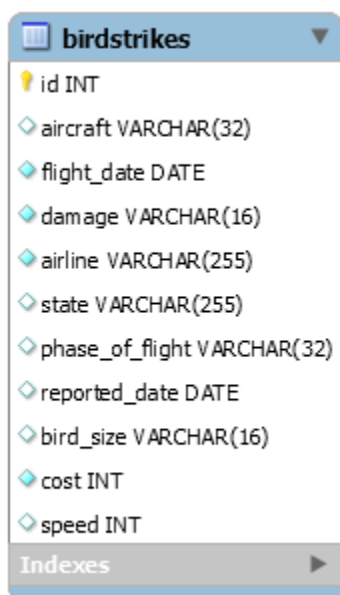 birdstrikes
id INT
aircraft VARCHAR(32)
flight_date DATE
damage VARCHAR(16)
airline VARCHAR(255)
state VARCHAR(255)
phase_of_flight VARCHAR(32)
reported_date DATE
bird_size VARCHAR(16)
cost INT
speed INT
Indexes